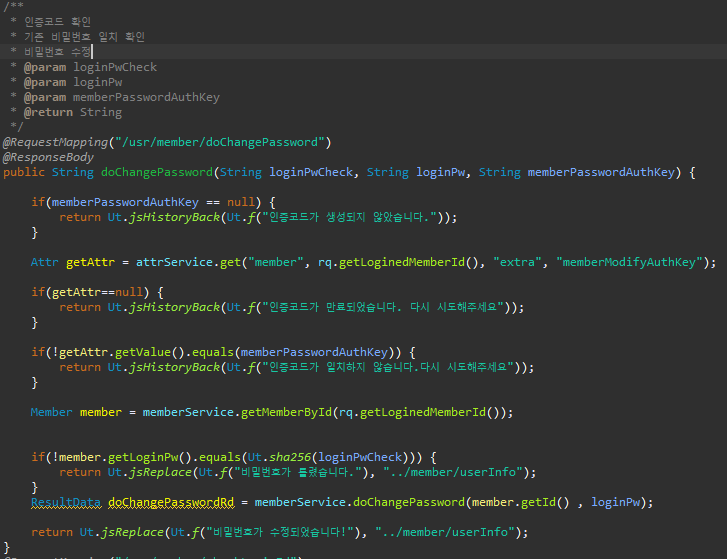 /**
 * 인증코드 확인
 * 기존 비밀번호 일치 확인
 * 비밀번호 수정
 * @param loginPwCheck
 * @param loginPw
 * @param memberPasswordAuthKey
 * @return String
 */
@RequestMapping("/usr/member/doChangePassword")
@ResponseBody
public String doChangePassword(String loginPwCheck, String loginPw, String memberPasswordAuthKey) {
if(memberPasswordAuthKey == null) {
return Ut.jsHistoryBack(Ut.f("인증코드가 생성되지 않았습니다."));
}
Attr getAttr = attrService.get("member", rq.getLoginedMemberId(), "extra", "memberModifyAuthKey");
if(getAttr==null) {
return Ut.jsHistoryBack(Ut.f("인증코드가 만료되었습니다. 다시 시도해주세요"));
}
if(!getAttr.getValue().equals(memberPasswordAuthKey)) {
return Ut.jsHistoryBack(Ut.f("인증코드가 일치하지 않습니다.다시 시도해주세요"));
}
Member member = memberService.getMemberById(rq.getLoginedMemberId());
if(!member.getLoginPw().equals(Ut.sha256(loginPwCheck))) {
return Ut.jsReplace(Ut.f("비밀번호가 틀렸습니다."), "../member/userInfo");
}
ResultData doChangePasswordRd = memberService.doChangePassword(member.getId() , loginPw);
return Ut.jsReplace(Ut.f("비밀번호가 수정되었습니다!"), "../member/userInfo");
}